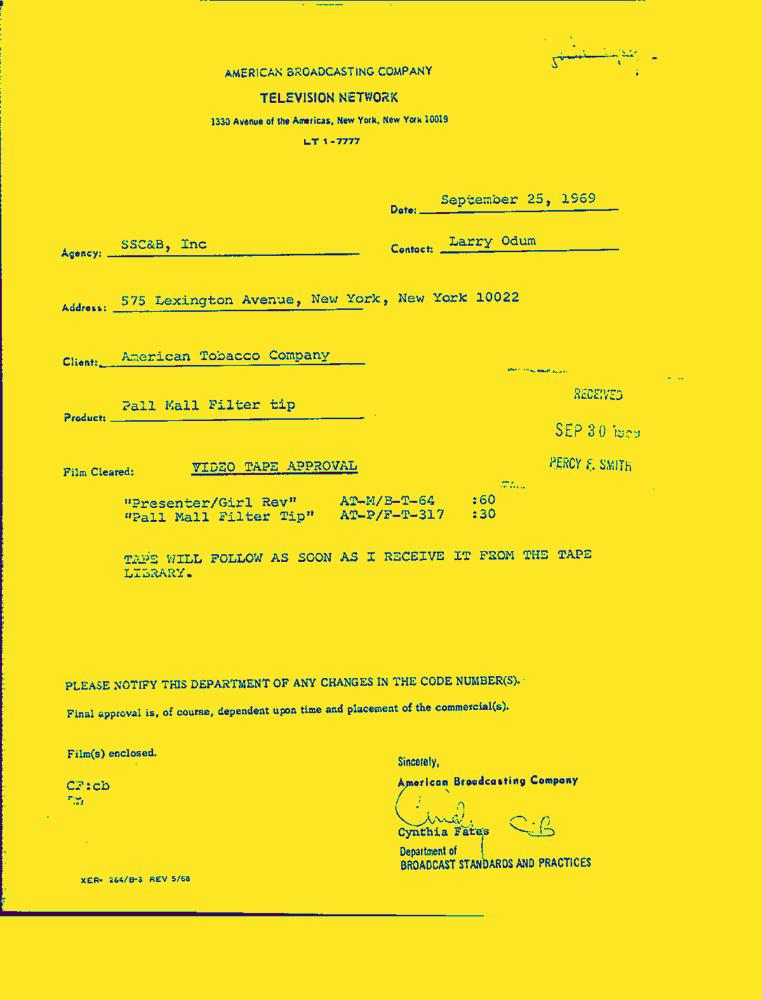 AMERICAN BROADCASTING COMPANY
TELEVISION NETWORK
1330 Avenue of the Americas, New York, New York 10019
LT 1-7777
Date: September 25, 1969
Agency: SSC&B, Inc
Contact: Larry Odum
Address: 575 Lexington Avenue, New York, New York 10022
Client: American Tobacco Company
RECEIVED
Product: Pall Mall Filter tip
SEP 30 1969
PERCY F. SMITH
Film Cleared: VIDEO TAPE APPROVAL
"Presenter/Girl Rev" AT-M/B-T-64 :60
"Pall Mall Filter Tip" AT-P/F-T-317 :30
TAPE WILL FOLLOW AS SOON AS I RECEIVE IT FROM THE TAPE
LIBRARY.
PLEASE NOTIFY THIS DEPARTMENT OF ANY CHANGES IN THE CODE NUMBER(S).
Final approval is, of course, dependent upon time and placement of the commercial(s).
Film(s) enclosed.
Sincerely,
American Broadcasting Company
CF:cb
Cynthia Fates
Department of
BROADCAST STANDARDS AND PRACTICES
XER- 264/B-3 REV 5/68